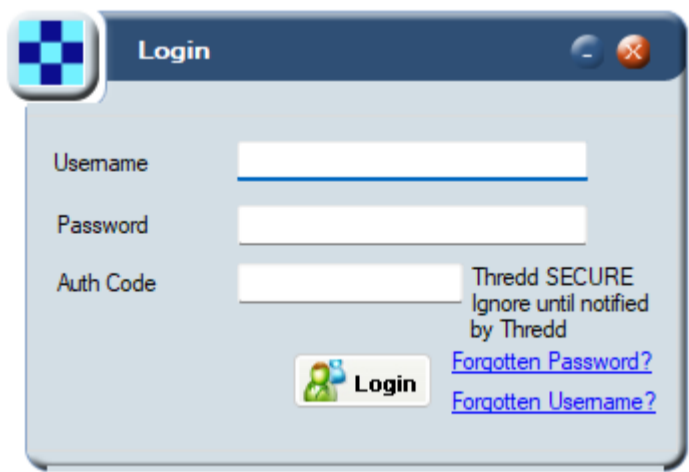 Login
Username
Password
Auth Code
Thredd SECURE
Ignore until notified
by Thredd
Login
Forgotten Password?
Forgotten Username?